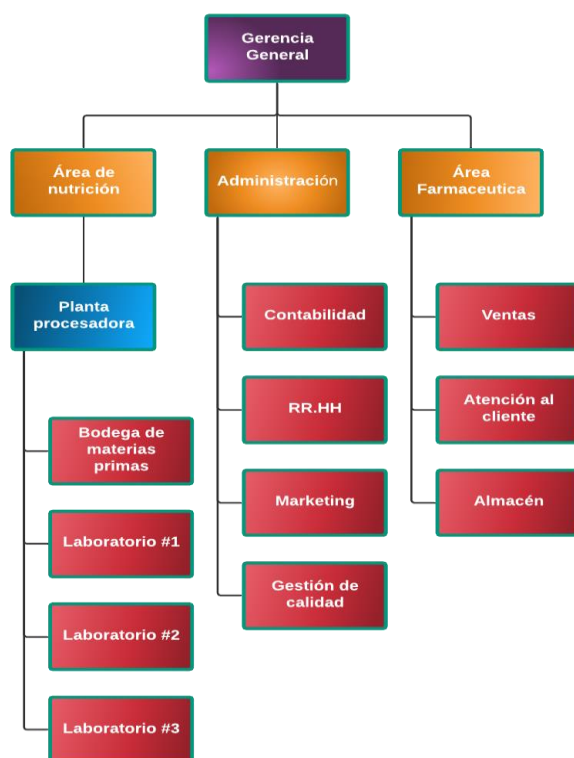 Gerencia
General
Área de
nutrición
Administración
Área
Farmaceutica
Planta
procesadora
Contabilidad
Ventas
RR.HH
Atención al
cliente
Bodega de
materias
primas
Marketing
Almacén
Laboratorio #1
Gestión de
calidad
Laboratorio #2
Laboratorio #3